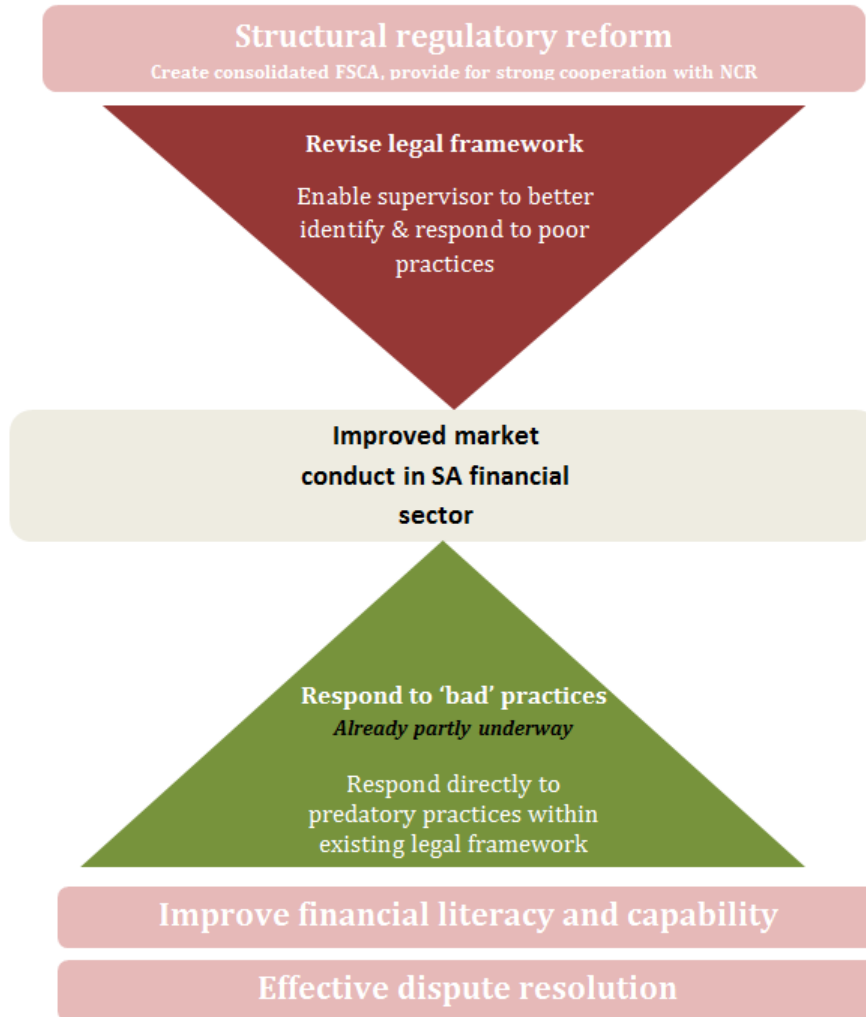 Structural regulatory reform
Create consolidated FSCA, provide for strong cooperation with NCR
Revise legal framework
Enable supervisor to better
identify & respond to poor
practices
Improved market
conduct in SA financial
sector
Respond to ‘bad’ practices
Already partly underway
Respond directly to
predatory practices within
existing legal framework
Improve financial literacy and capability
Effective dispute resolution